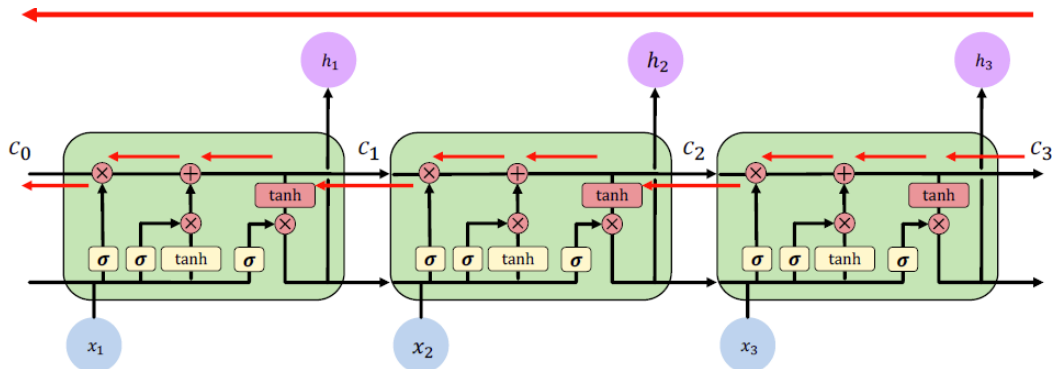 h₁ h₂ h₃
C₀ × + C₁ × + C₂ × + C₃
tanh tanh tanh
× × × × × ×
σ σ tanh σ σ σ tanh σ σ σ tanh σ
x₁ x₂ x₃